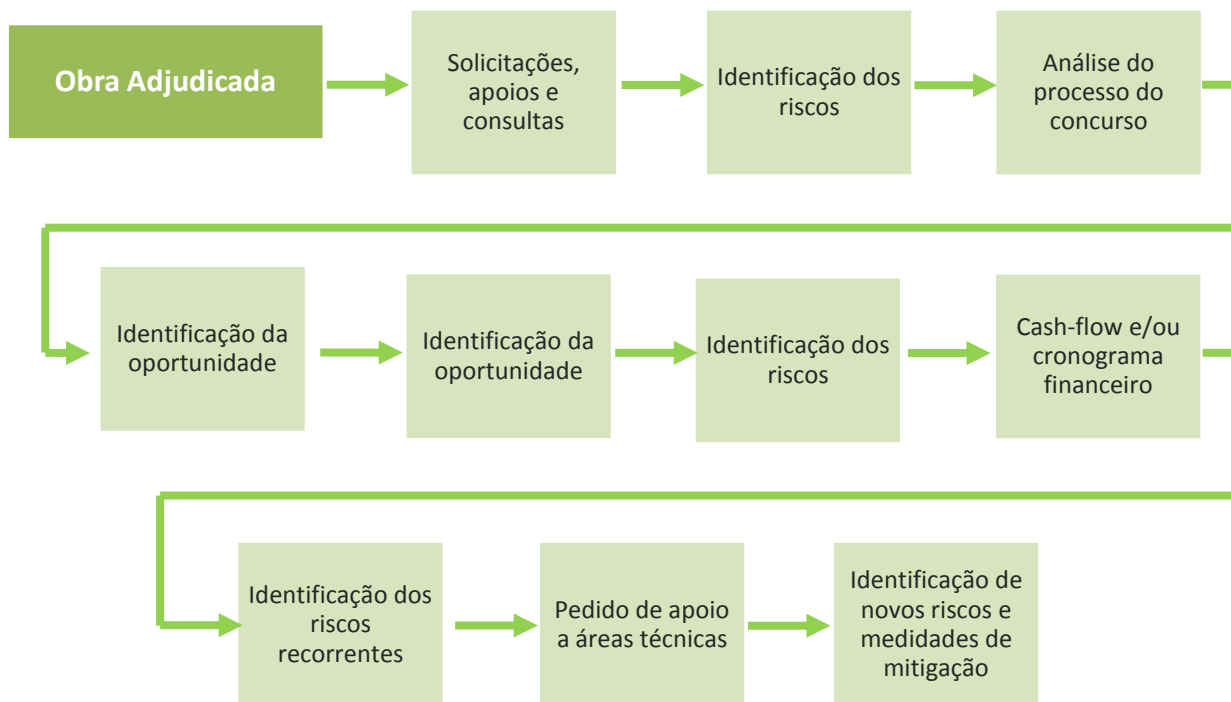 Obra Adjudicada
Solicitações,
apoios e
consultas
Identificação dos
riscos
Análise do
processo do
concurso
Identificação da
oportunidade
Identificação da
oportunidade
Identificação dos
riscos
Cash-flow e/ou
cronograma
financeiro
Identificação dos
riscos
recorrentes
Pedido de apoio
a áreas técnicas
Identificação de
novos riscos e
medidades de
mitigação